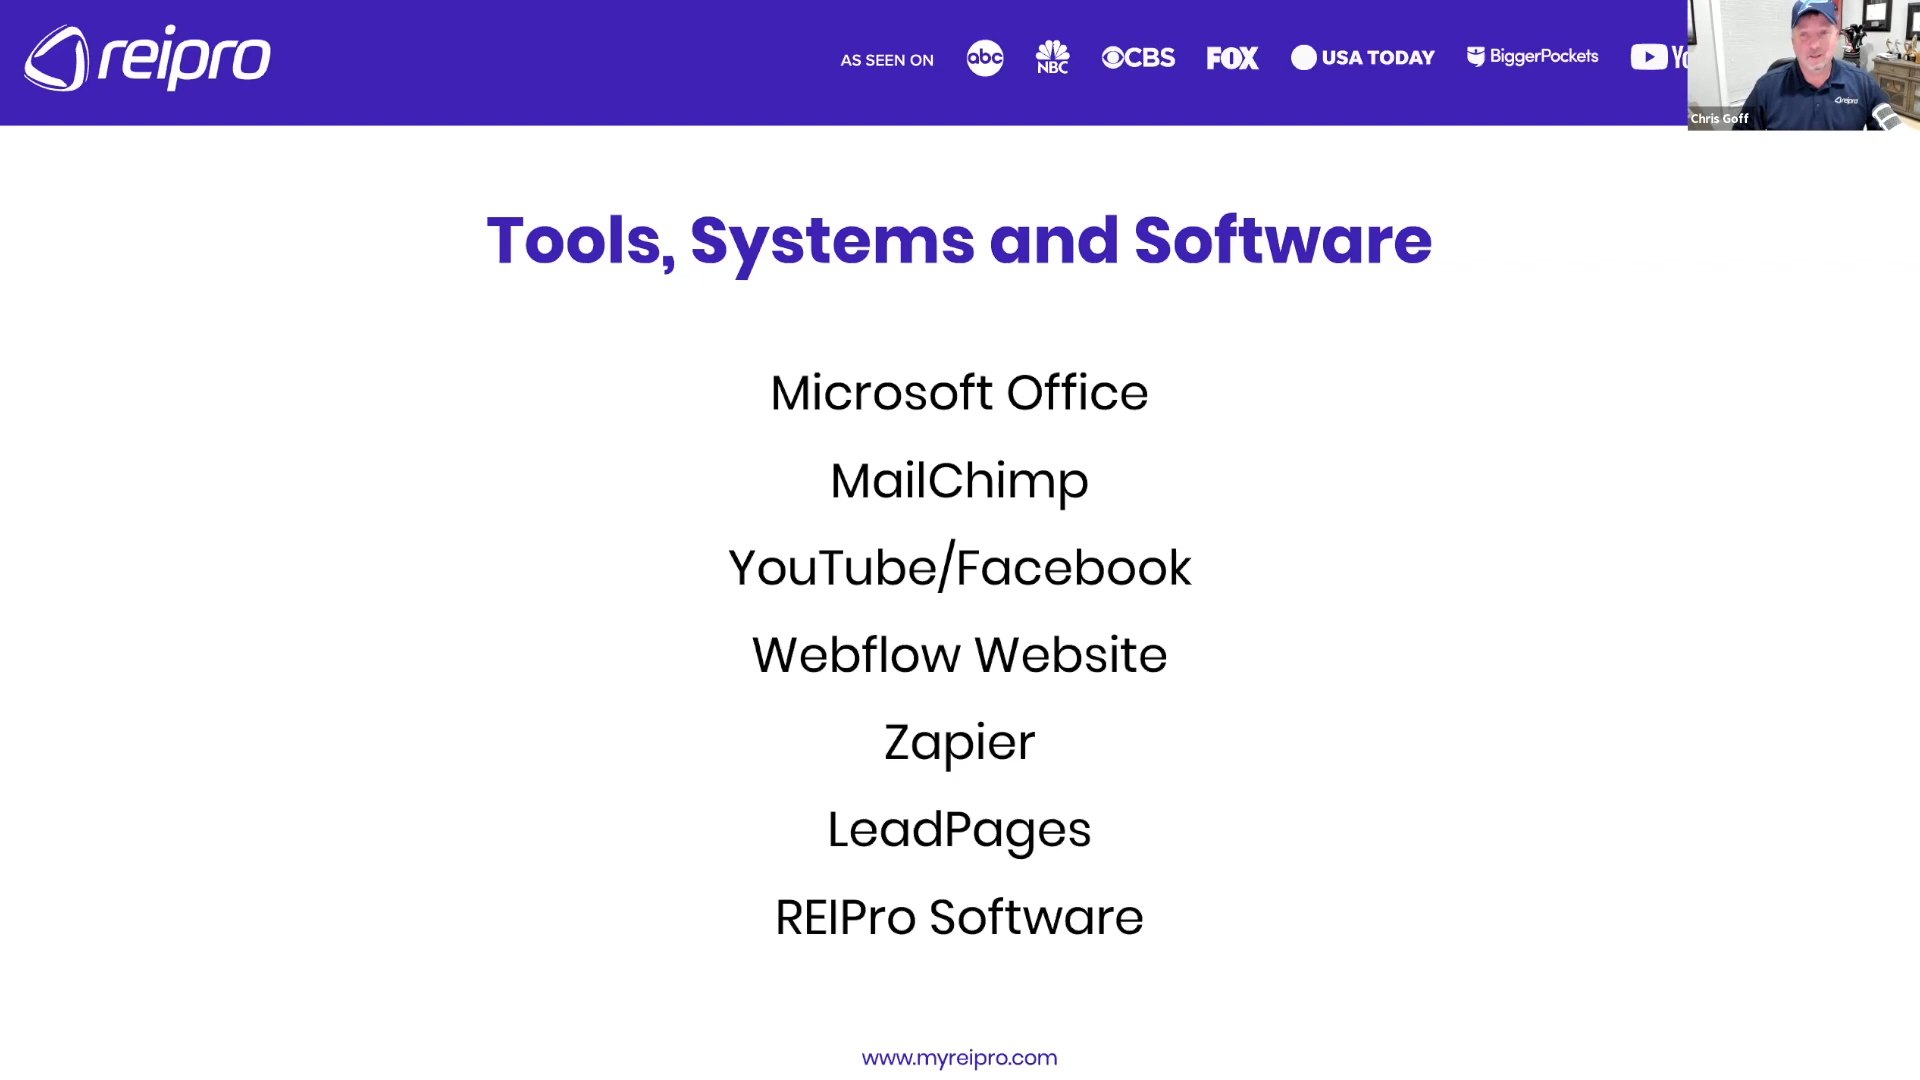 reipro
AS SEEN ON
abc
NBC
CBS
FOX
USA TODAY
BiggerPockets
Chris Goff
reipro
Tools, Systems and Software
Microsoft Office
MailChimp
YouTube/Facebook
Webflow Website
Zapier
LeadPages
REIPro Software
www.myreipro.com